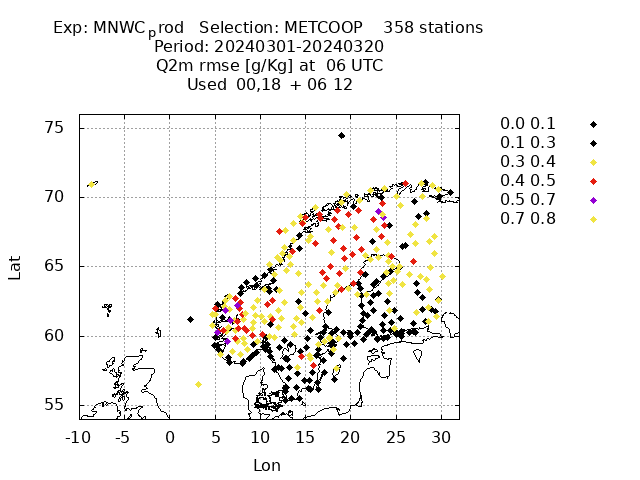 Exp: MNWCprod Selection: METCOOP 358 stations
Period: 20240301-20240320
Q2m rmse [g/Kg] at 06 UTC
Used 00,18 + 06 12
0.0 0.1
0.1 0.3
0.3 0.4
0.4 0.5
0.5 0.7
0.7 0.8
75
70
65
60
55
Lat
-10 -5 0 5 10 15 20 25 30
Lon